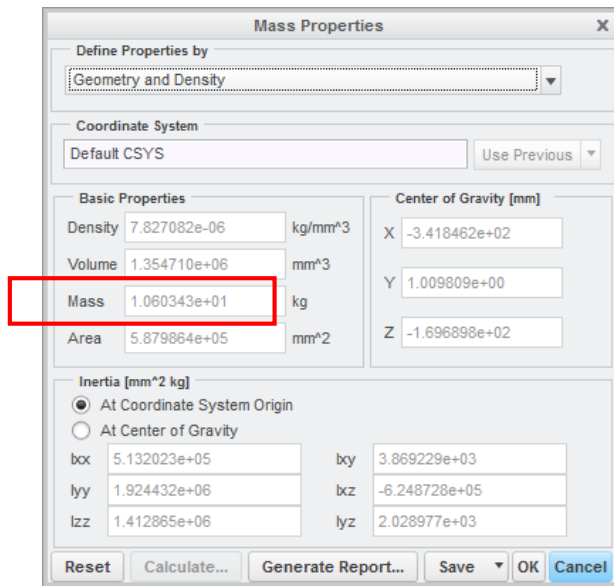 Mass Properties X
Define Properties by
Geometry and Density
Coordinate System
Default CSYS Use Previous
Basic Properties
Density 7.827082e-06 kg/mm^3
Volume 1.354710e+06 mm^3
Mass 1.060343e+01 kg
Area 5.879864e+05 mm^2
Center of Gravity [mm]
X -3.418462e+02
Y 1.009809e+00
Z -1.696898e+02
Inertia [mm^2 kg]
At Coordinate System Origin
At Center of Gravity
Ixx 5.132023e+05 Ixy 3.869229e+03
Iyy 1.924432e+06 Ixz -6.248728e+05
Izz 1.412865e+06 Iyz 2.028977e+03
Reset Calculate... Generate Report... Save OK Cancel